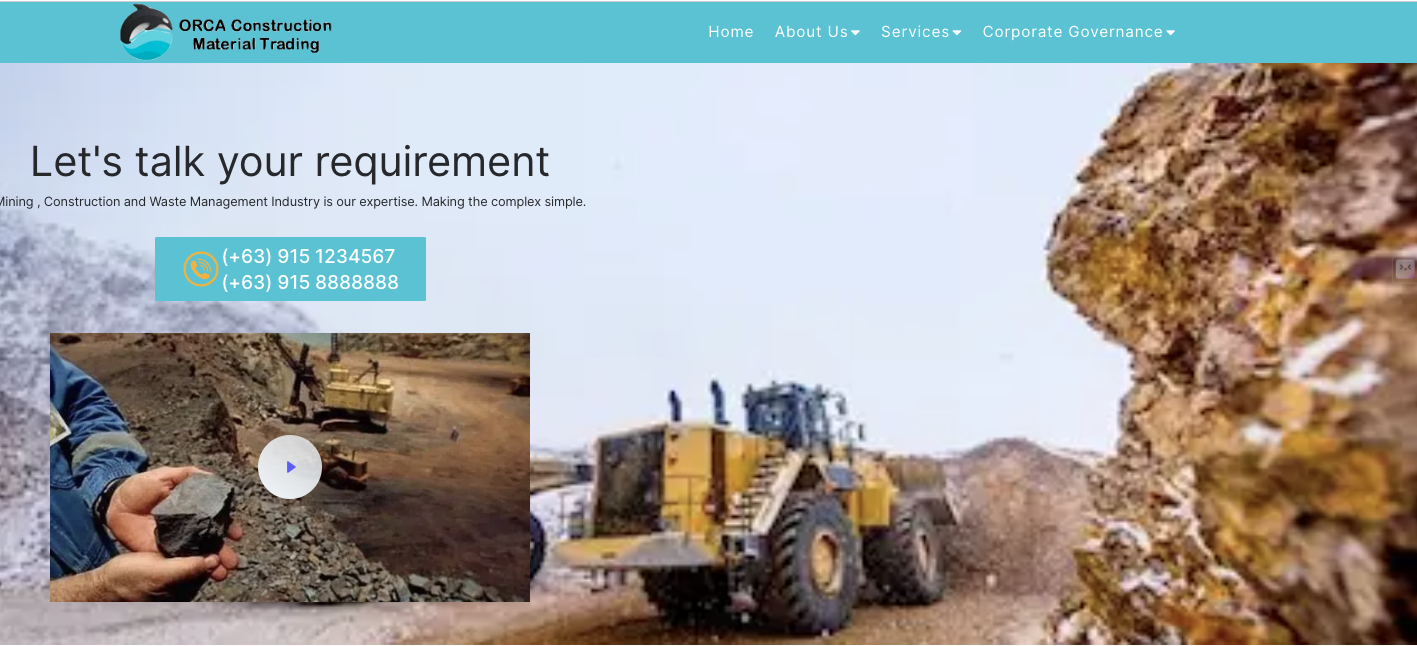 ORCA Construction
Material Trading
Home About Us Services Corporate Governance
Let's talk your requirement
Mining , Construction and Waste Management Industry is our expertise. Making the complex simple.
(+63) 915 1234567
(+63) 915 8888888